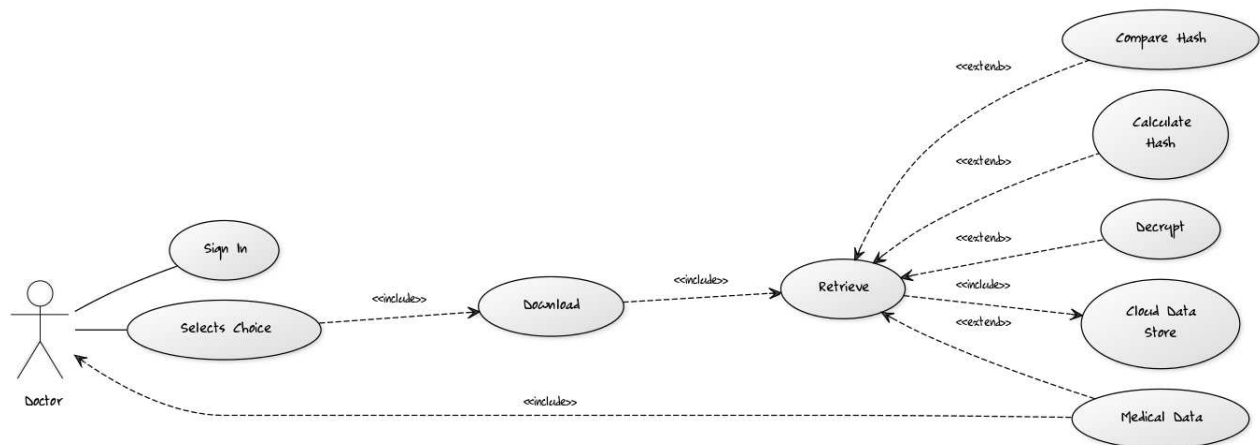 Compare Hash
<<extend>>
Calculate
Hash
<<extend>>
Sign In
<<extend>>
Decrypt
Retrieve
<<include>>
<<include>>
<<include>>
Download
Cloud Data
Store
Selects Choice
<<extend>>
Doctor
<<include>>
Medical Data